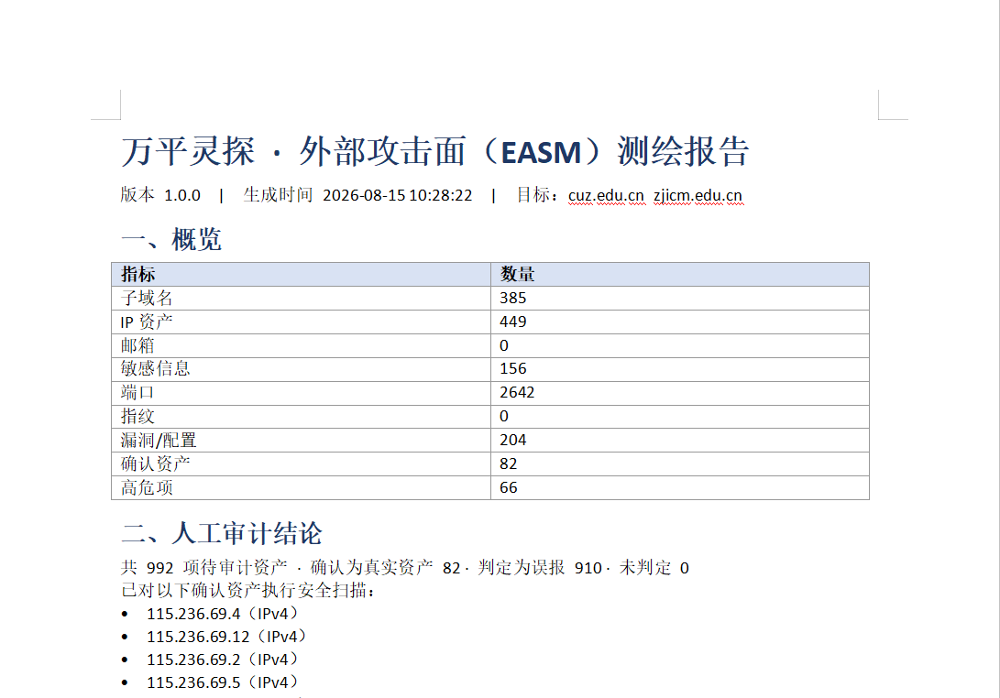 万平灵探 · 外部攻击面（EASM）测绘报告
版本 1.0.0 | 生成时间 2026-08-15 10:28:22 | 目标：cuz.edu.cn zjicm.edu.cn
一、概览
指标 数量
子域名 385
IP 资产 449
邮箱 0
敏感信息 156
端口 2642
指纹 0
漏洞/配置 204
确认资产 82
高危项 66
二、人工审计结论
共 992 项待审计资产 · 确认为真实资产 82 · 判定为误报 910 · 未判定 0
已对以下确认资产执行安全扫描：
• 115.236.69.4（IPv4）
• 115.236.69.12（IPv4）
• 115.236.69.2（IPv4）
• 115.236.69.5（IPv4）